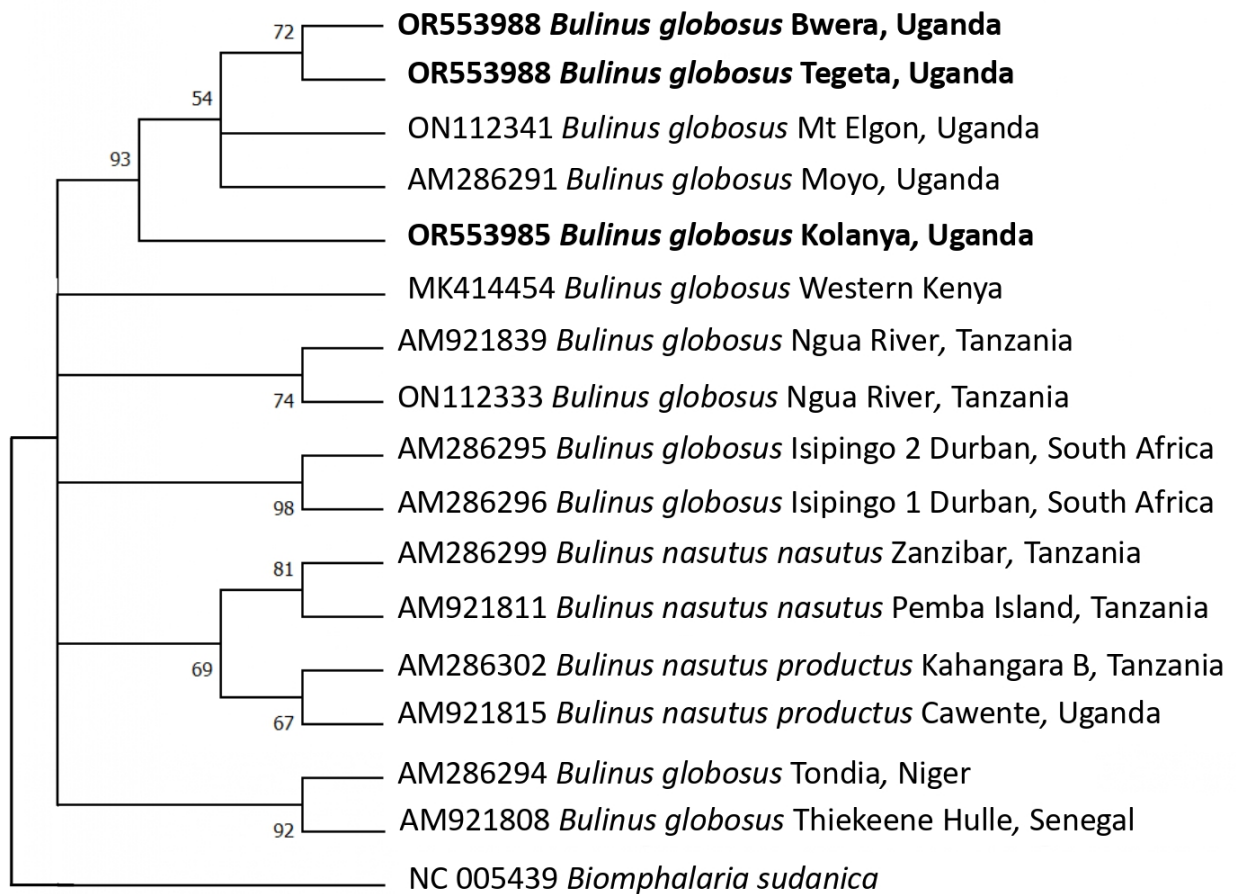 72
OR553988 Bulinus globosus Bwera, Uganda
OR553988 Bulinus globosus Tegeta, Uganda
54
ON112341 Bulinus globosus Mt Elgon, Uganda
93
AM286291 Bulinus globosus Moyo, Uganda
OR553985 Bulinus globosus Kolanya, Uganda
MK414454 Bulinus globosus Western Kenya
AM921839 Bulinus globosus Ngua River, Tanzania
74
ON112333 Bulinus globosus Ngua River, Tanzania
AM286295 Bulinus globosus Isipingo 2 Durban, South Africa
98
AM286296 Bulinus globosus Isipingo 1 Durban, South Africa
81
AM286299 Bulinus nasutus nasutus Zanzibar, Tanzania
AM921811 Bulinus nasutus nasutus Pemba Island, Tanzania
69
AM286302 Bulinus nasutus productus Kahangara B, Tanzania
67
AM921815 Bulinus nasutus productus Cawente, Uganda
AM286294 Bulinus globosus Tondia, Niger
92
AM921808 Bulinus globosus Thiekeene Hulle, Senegal
NC 005439 Biomphalaria sudanica